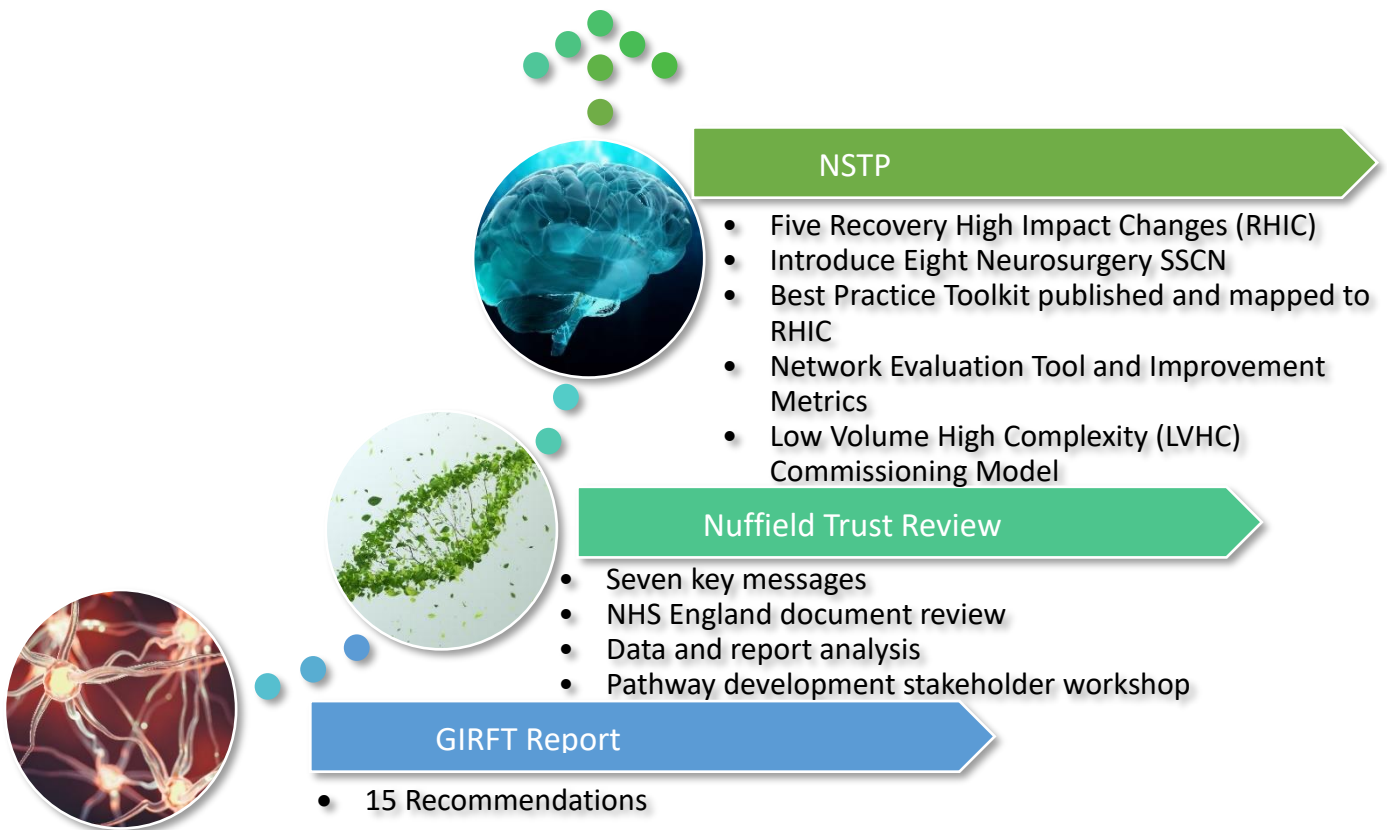 NSTP
• Five Recovery High Impact Changes (RHIC)
• Introduce Eight Neurosurgery SSCN
• Best Practice Toolkit published and mapped to
RHIC
• Network Evaluation Tool and Improvement
Metrics
• Low Volume High Complexity (LVHC)
Commissioning Model
Nuffield Trust Review
• Seven key messages
• NHS England document review
• Data and report analysis
• Pathway development stakeholder workshop
GIRFT Report
• 15 Recommendations